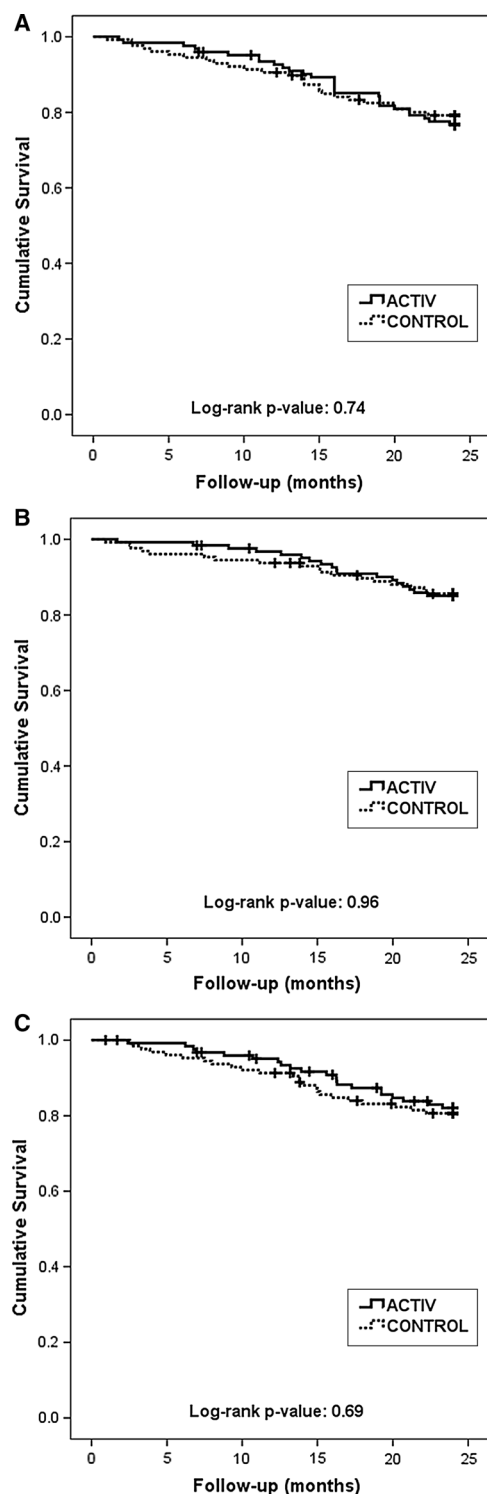 A
1.0
0.8
0.6
0.4
0.2
0.0
Cumulative Survival
ACTIV
CONTROL
Log-rank p-value: 0.74
0 5 10 15 20 25
Follow-up (months)
B
1.0
0.8
0.6
0.4
0.2
0.0
Cumulative Survival
ACTIV
CONTROL
Log-rank p-value: 0.96
0 5 10 15 20 25
Follow-up (months)
C
1.0
0.8
0.6
0.4
0.2
0.0
Cumulative Survival
ACTIV
CONTROL
Log-rank p-value: 0.69
0 5 10 15 20 25
Follow-up (months)